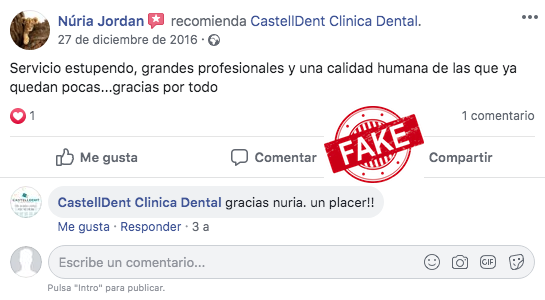 Núria Jordan recomienda CastellDent Clinica Dental.
27 de diciembre de 2016 ·
Servicio estupendo, grandes profesionales y una calidad humana de las que ya
quedan pocas...gracias por todo
1 1 comentario
Me gusta Comentar Compartir
FAKE
CastellDent Clinica Dental gracias nuria. un placer!!
Me gusta · Responder · 3 a
Escribe un comentario...
GIF
Pulsa "Intro" para publicar.